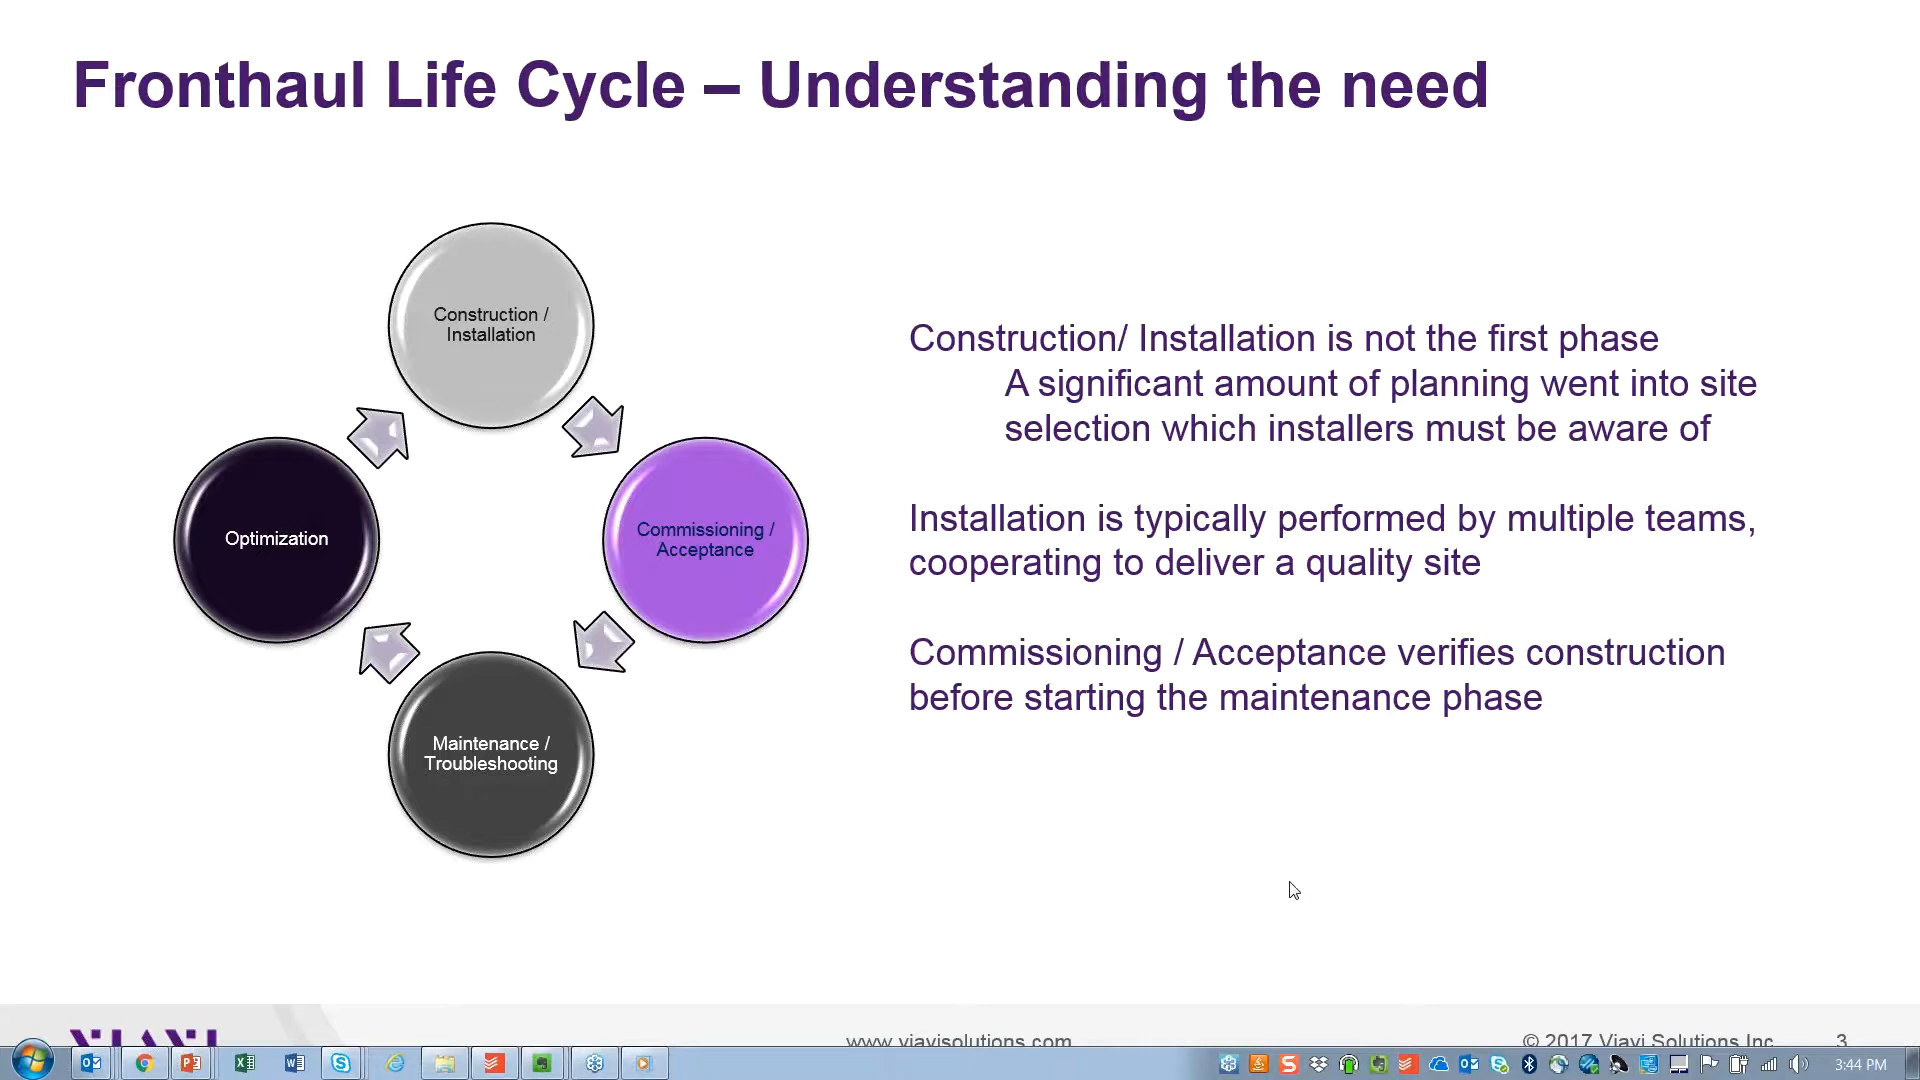 Fronthaul Life Cycle – Understanding the need
Construction /
Installation
Commissioning /
Acceptance
Optimization
Maintenance /
Troubleshooting
Construction/ Installation is not the first phase
A significant amount of planning went into site
selection which installers must be aware of
Installation is typically performed by multiple teams,
cooperating to deliver a quality site
Commissioning / Acceptance verifies construction
before starting the maintenance phase
VIAVI
www.viavisolutions.com
© 2017 Viavi Solutions Inc.
3
3:44 PM